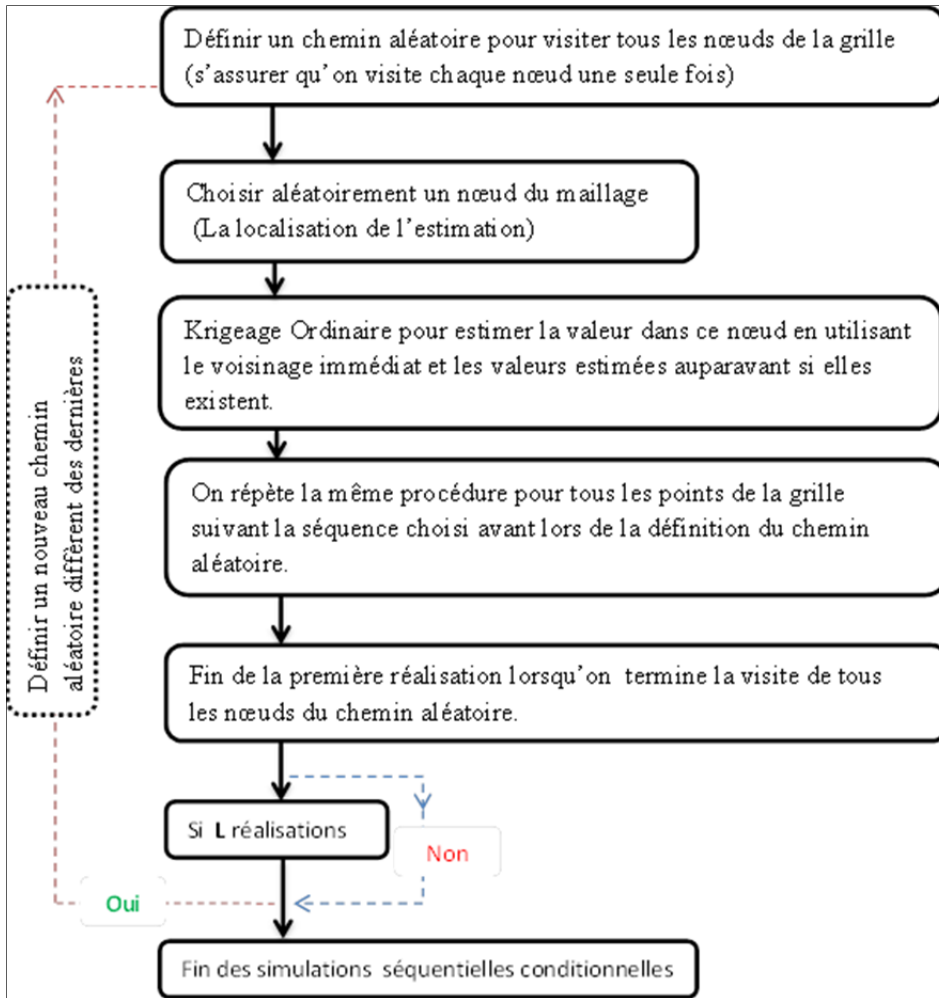 Définir un chemin aléatoire pour visiter tous les nœuds de la grille
(s'assurer qu'on visite chaque nœud une seule fois)
Choisir aléatoirement un nœud du maillage
(La localisation de l'estimation)
Krigeage Ordinaire pour estimer la valeur dans ce nœud en utilisant
le voisinage immédiat et les valeurs estimées auparavant si elles
existent.
Définir un nouveau chemin
aléatoire diffèrent des dernières
On répète la même procédure pour tous les points de la grille
suivant la séquence choisi avant lors de la définition du chemin
aléatoire.
Fin de la première réalisation lorsqu'on termine la visite de tous
les nœuds du chemin aléatoire.
Si L réalisations
Non
Oui
Fin des simulations séquentielles conditionnelles